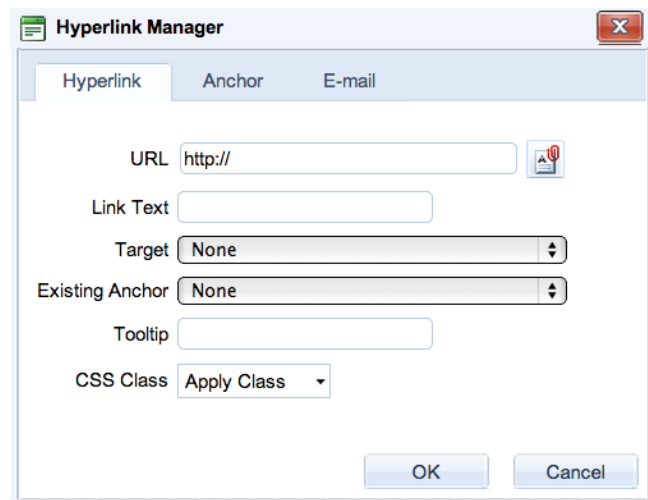 Hyperlink Manager
Hyperlink Anchor E-mail
URL http://
Link Text
Target None
Existing Anchor None
Tooltip
CSS Class Apply Class
OK Cancel